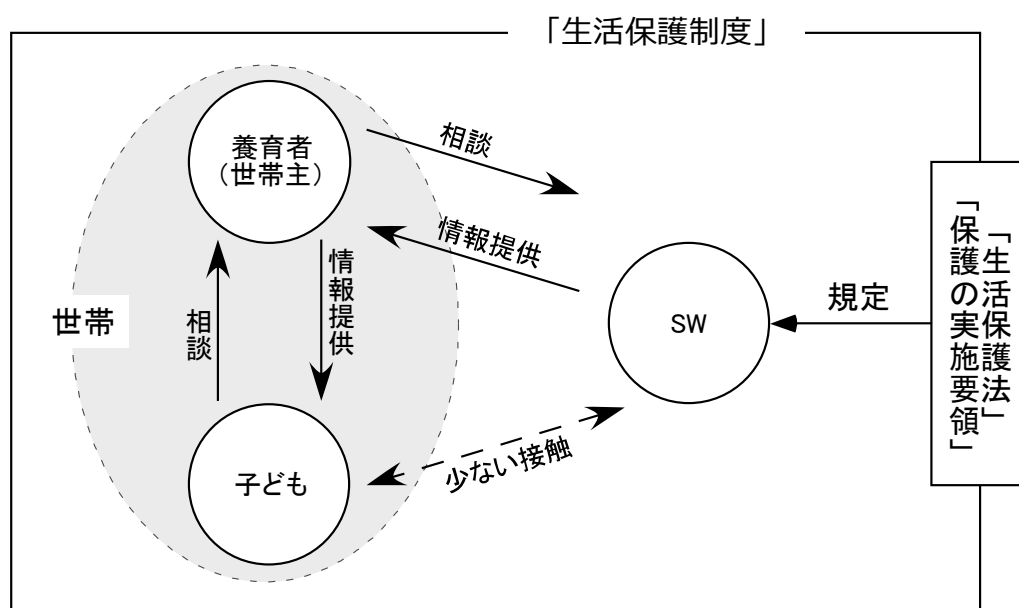 「生活保護制度」
養育者
（世帯主）
相談
情報提供
情報提供
相談
世帯
子ども
少ない接触
SW
規定
「生活保護法」
「保護の実施要領」